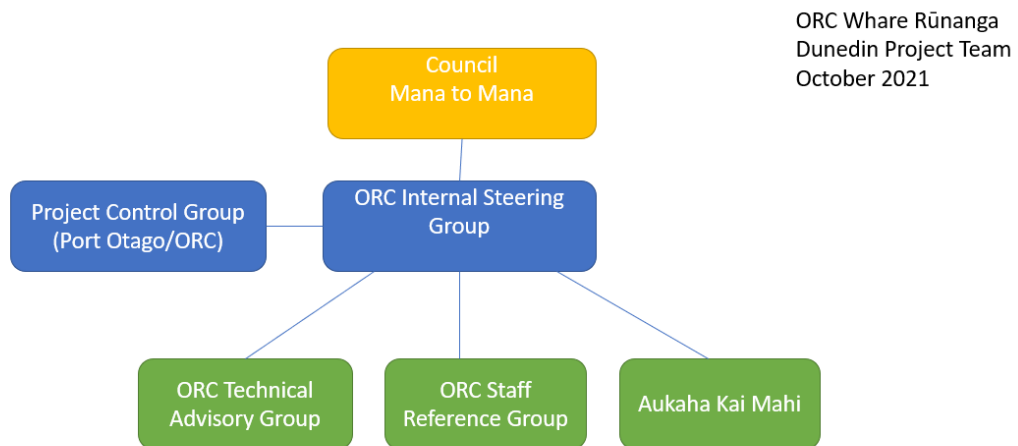 ORC Whare Rūnanga
Dunedin Project Team
October 2021
Council
Mana to Mana
Project Control Group
(Port Otago/ORC)
ORC Internal Steering
Group
ORC Technical
Advisory Group
ORC Staff
Reference Group
Aukaha Kai Mahi